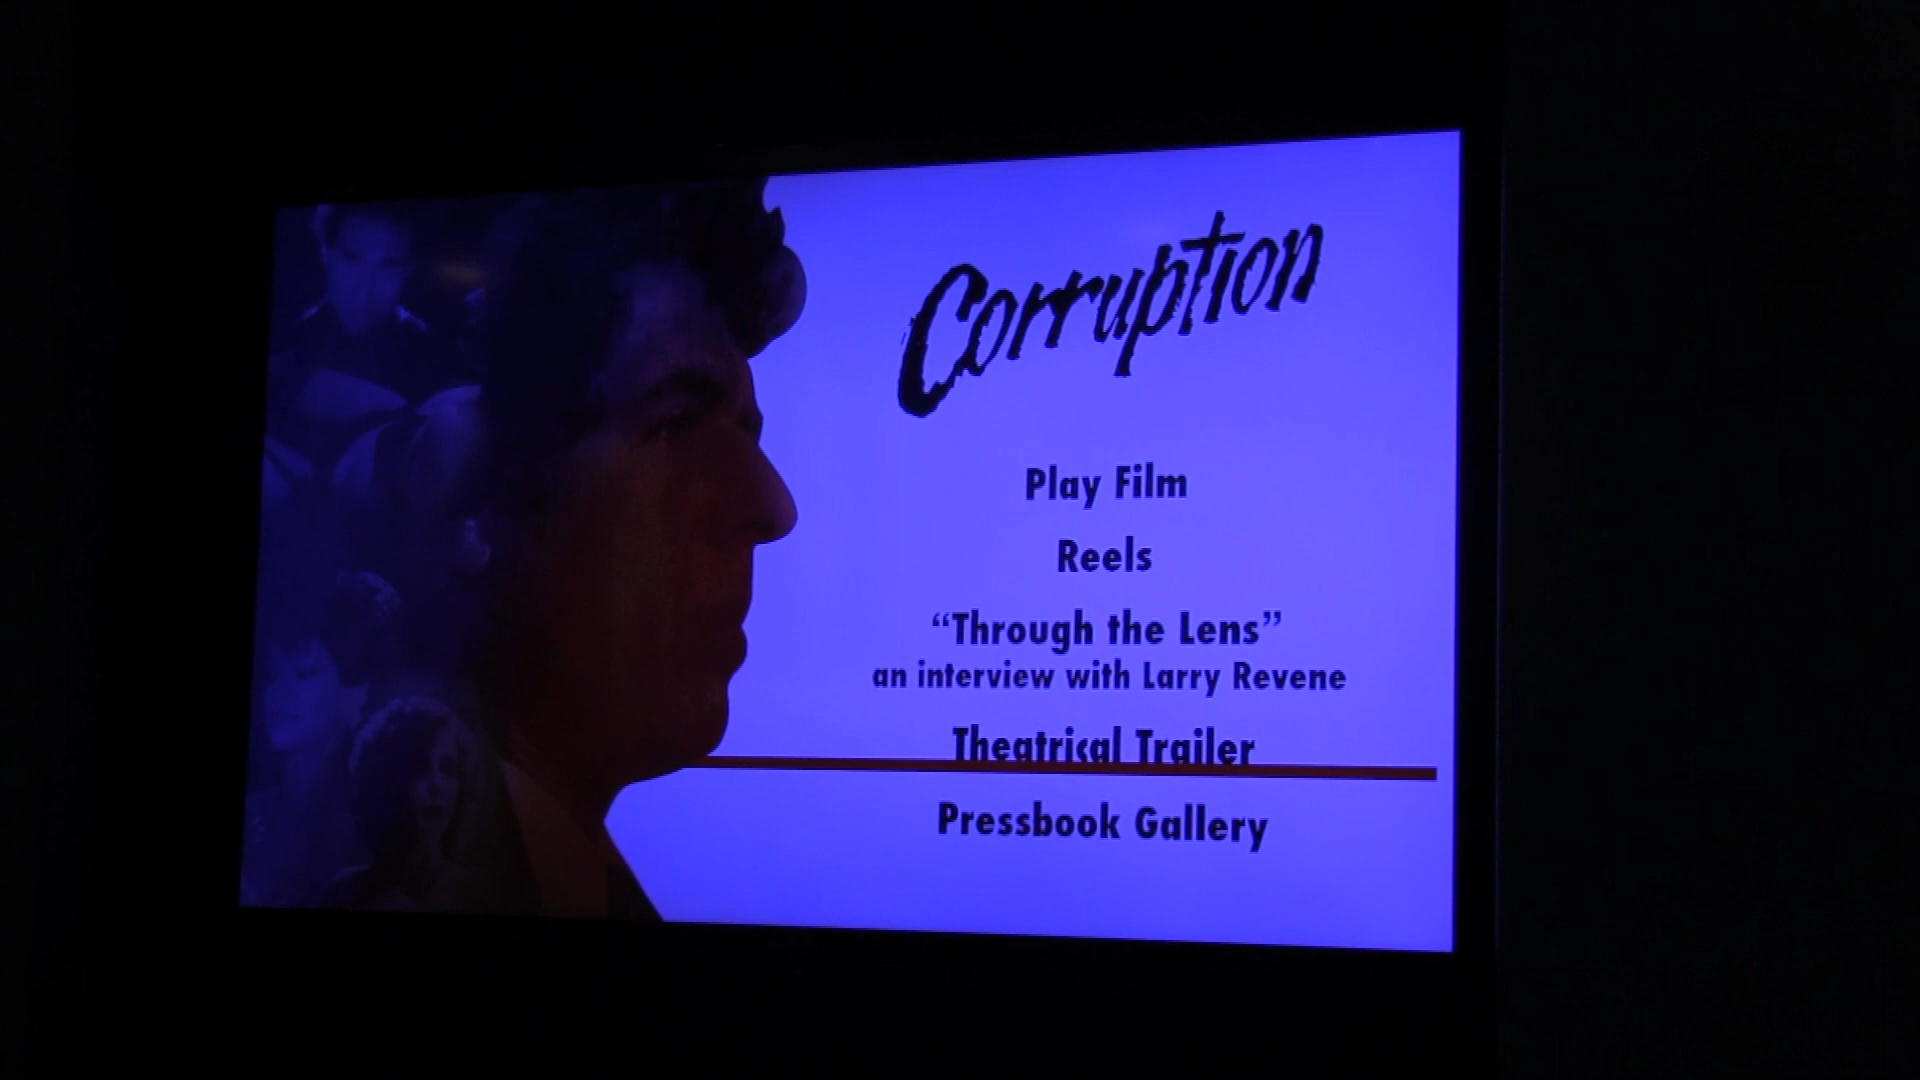 Corruption
Play Film
Reels
“Through the Lens”
an interview with Larry Revene
Theatrical Trailer
Pressbook Gallery